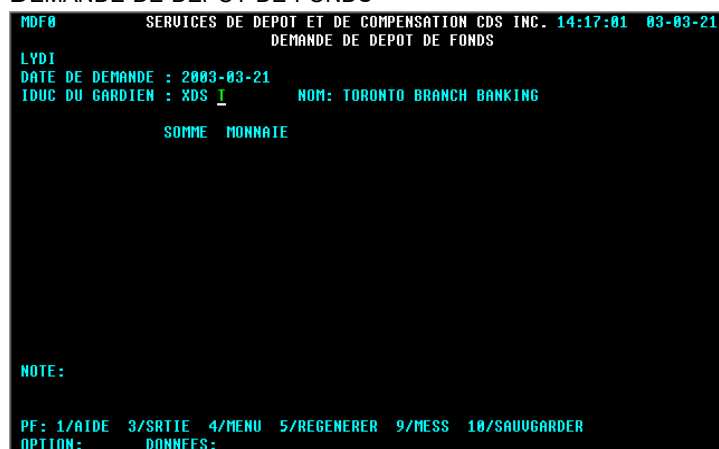 DEMANDE DE DEPOT DE FONDS
MDF0 SERVICES DE DEPOT ET DE COMPENSATION CDS INC. 14:17:01 03-03-21
DEMANDE DE DEPOT DE FONDS
LYDI
DATE DE DEMANDE : 2003-03-21
IDUC DU GARDIEN : XDS T NOM: TORONTO BRANCH BANKING
SOMME MONNAIE
NOTE:
PF: 1/AIDE 3/SRTIE 4/MENU 5/REGENERER 9/MESS 10/SAUVGARDER
OPTION: DONNEES: